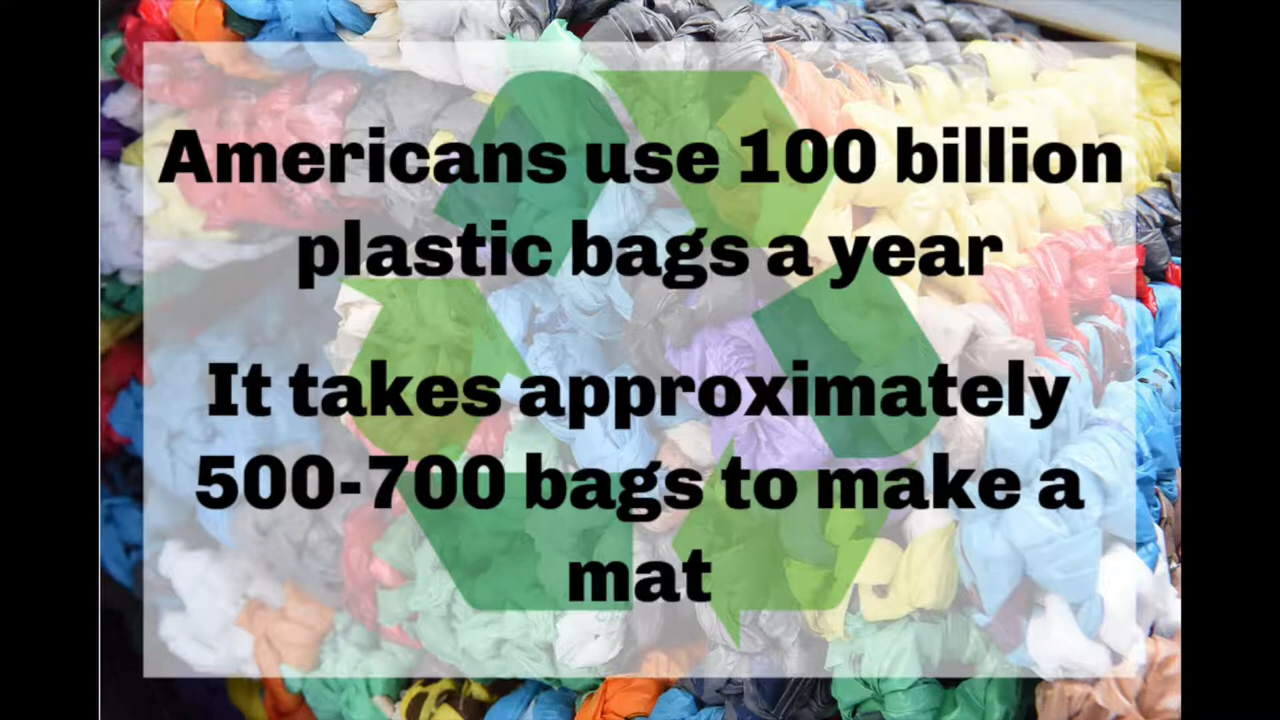 Americans use 100 billion
plastic bags a year
It takes approximately
500-700 bags to make a
mat